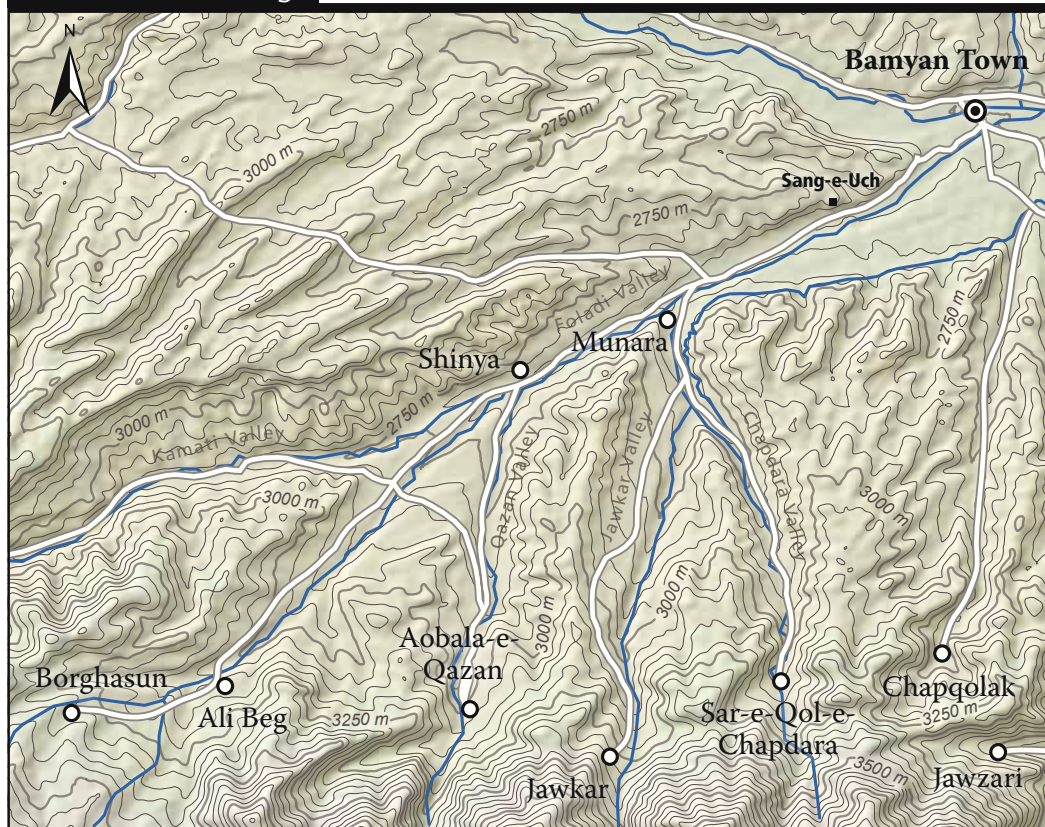 N
Bamyan Town
2750 m
3000 m
Sang-e-Uch
2750 m
Foladi Valley
2750 m
Munara
Shinya
3000 m
2750 m
Kamati Valley
Qazan Valley
Jawkar Valley
Chapdara Valley
3000 m
3000 m
3000 m
3000 m
Aobala-e-
Qazan
Borghasun
Ali Beg
3250 m
Chapqolak
3250 m
Sar-e-Qol-e-
Chapdara
3500 m
Jawkar
Jawzari